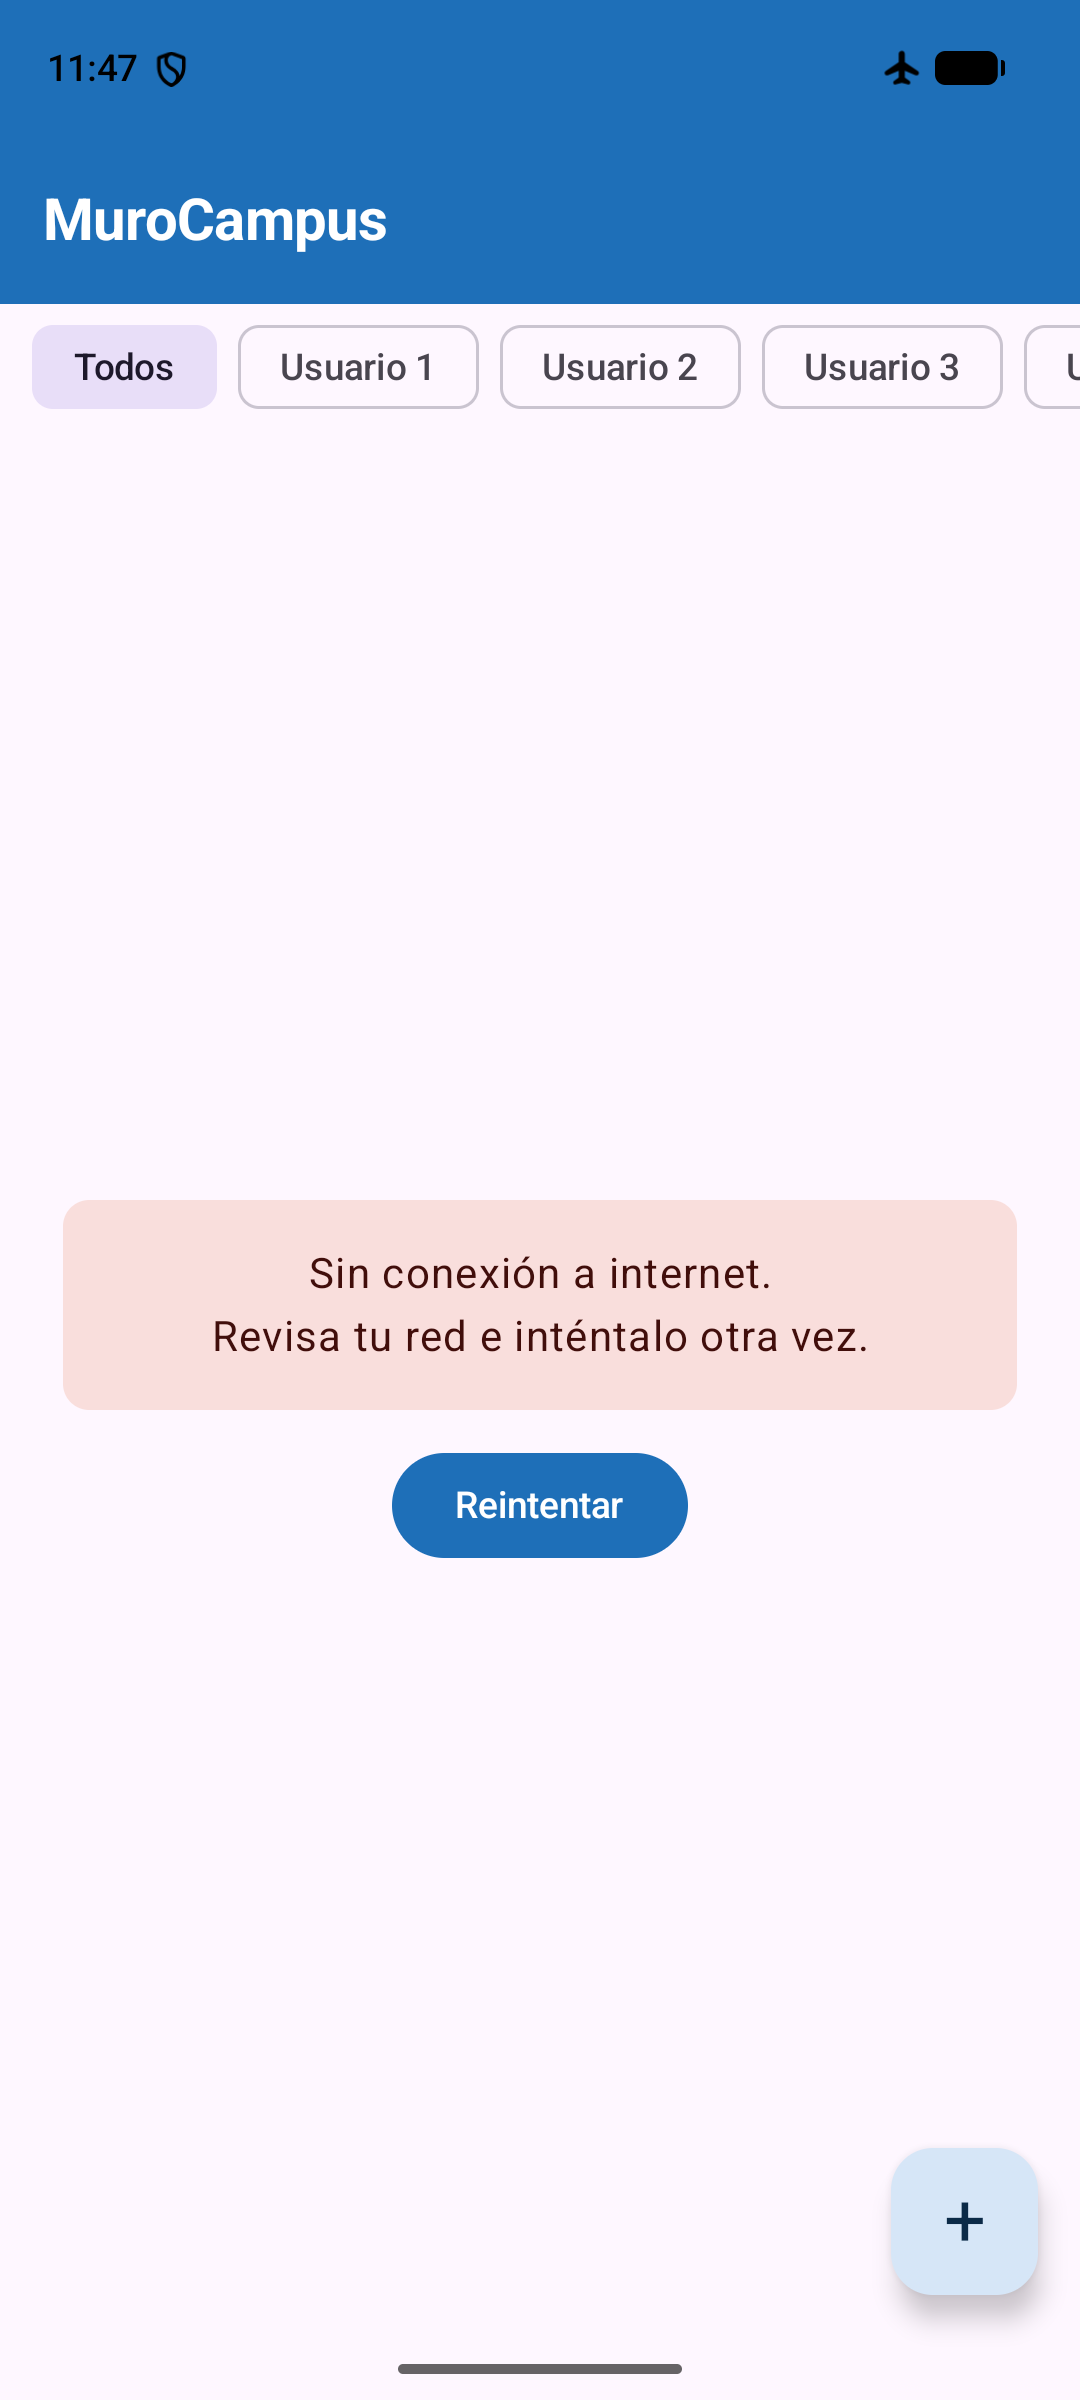 11:47
MuroCampus
Todos
Usuario 1
Usuario 2
Usuario 3
Sin conexión a internet.
Revisa tu red e inténtalo otra vez.
Reintentar
+